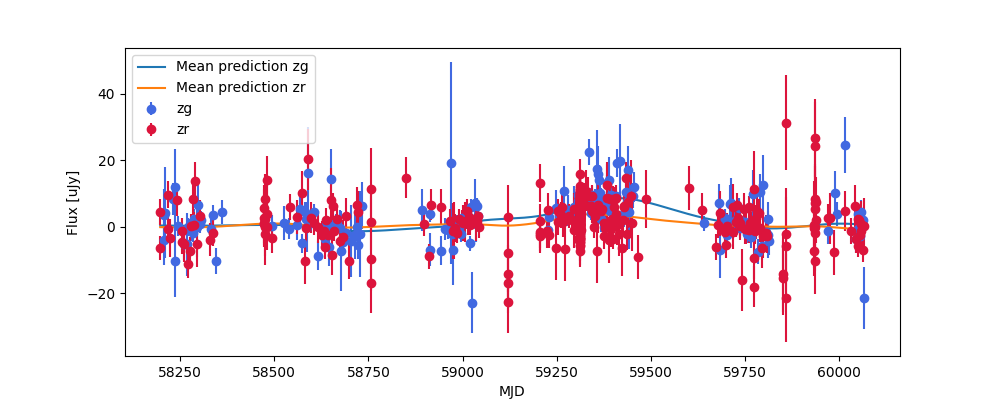 Mean prediction zg
Mean prediction zr
zg
zr
Flux [uJy]
40
20
0
−20
58250
58500
58750
59000
59250
59500
59750
60000
MJD